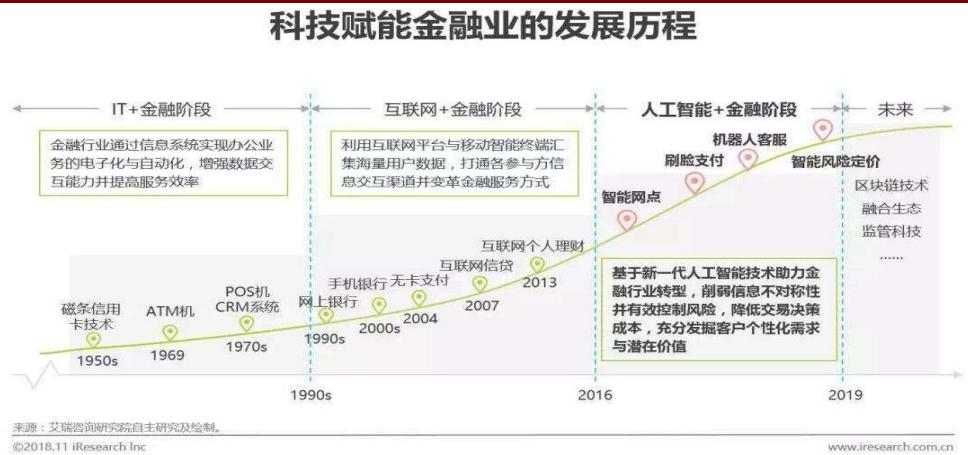 科技赋能金融业的发展历程
IT+金融阶段
互联网+金融阶段
人工智能+金融阶段
未来
金融行业通过信息系统实现办公业
务的电子化与自动化，增强数据交
互能力并提高服务效率
利用互联网平台与移动智能终端汇
集海量用户数据，打通各参与方信
息交互渠道并变革金融服务方式
机器人客服
刷脸支付
智能风险定价
智能网点
区块链技术
融合生态
监管科技
......
互联网个人理财
互联网信贷
2013
手机银行
无卡支付
2007
POS机
CRM系统
网上银行
2000s
2004
磁条信用
卡技术
ATM机
1990s
1970s
1969
1950s
基于新一代人工智能技术助力金
融行业转型，削弱信息不对称性
并有效控制风险，降低交易决策
成本，充分发掘客户个性化需求
与潜在价值
1990s
2016
2019
来源：艾瑞咨询研究院自主研究及绘制。
©2018.11 iResearch Inc
www.iresearch.com.cn